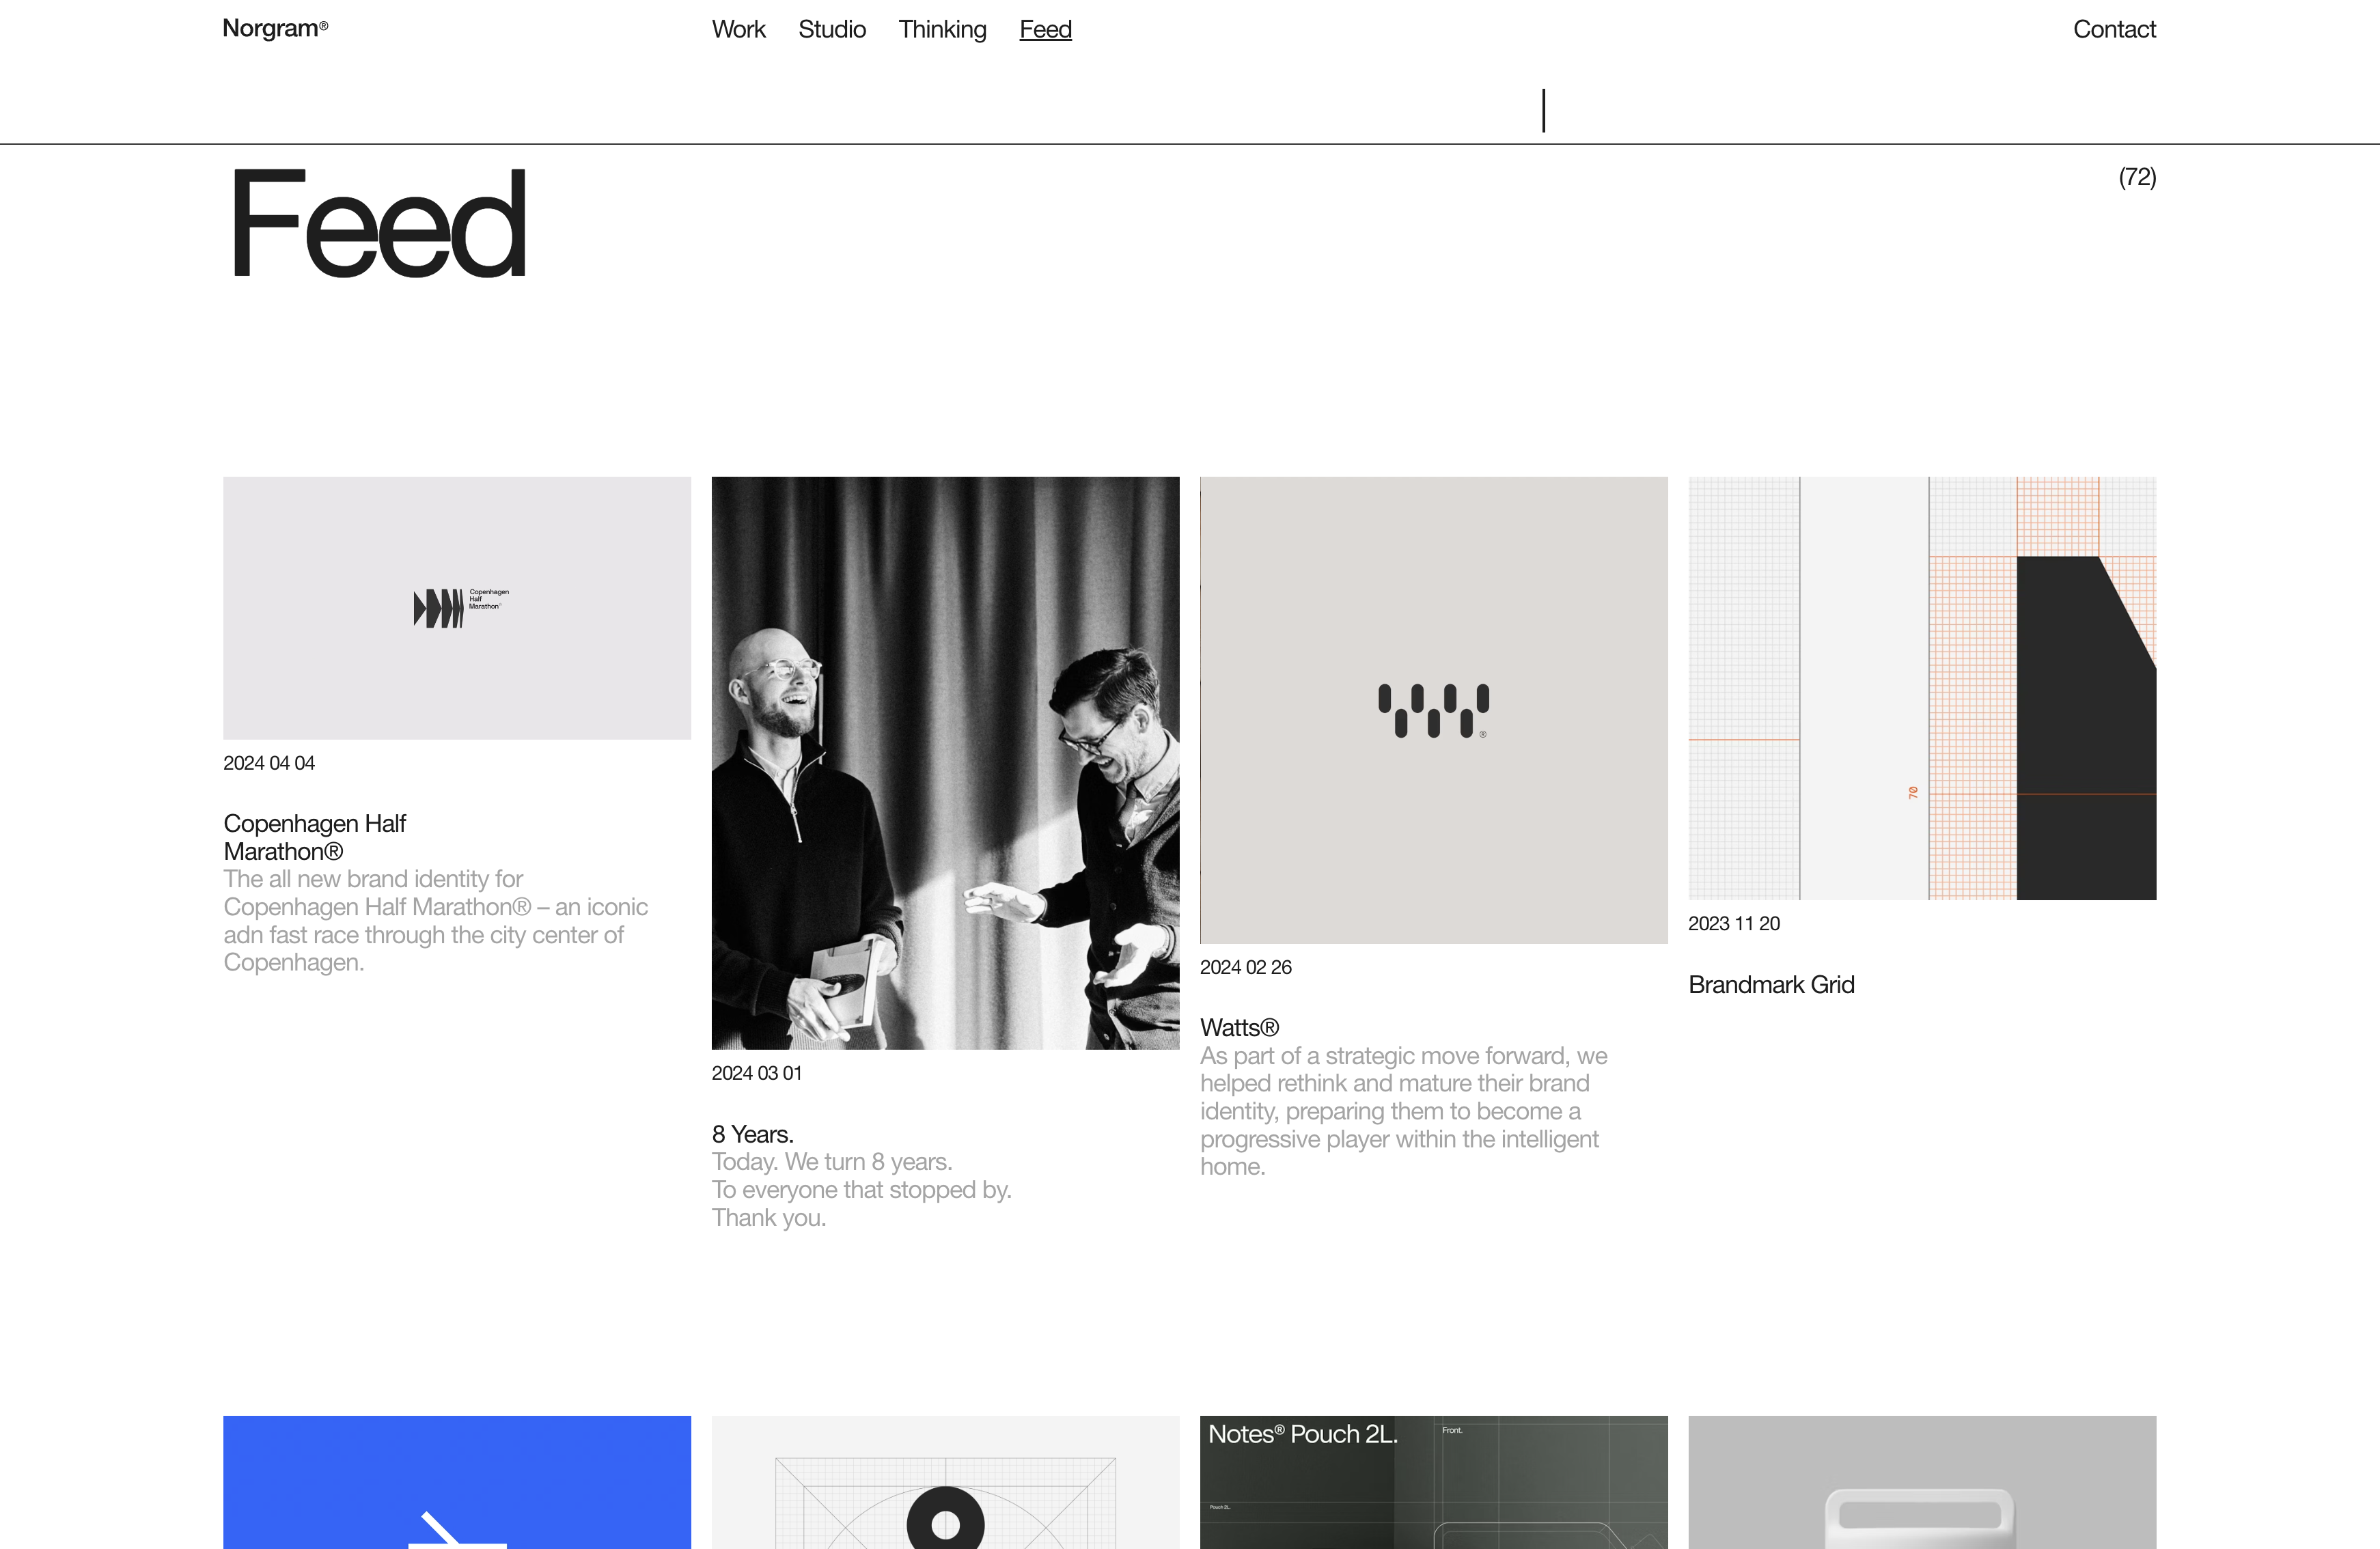 Norgram®
Work Studio Thinking Feed
Contact
Feed
(72)
Copenhagen
Half
Marathon®
2024 04 04
Copenhagen Half
Marathon®
The all new brand identity for
Copenhagen Half Marathon® – an iconic
adn fast race through the city center of
Copenhagen.
2024 03 01
8 Years.
Today. We turn 8 years.
To everyone that stopped by.
Thank you.
®
2024 02 26
Watts®
As part of a strategic move forward, we
helped rethink and mature their brand
identity, preparing them to become a
progressive player within the intelligent
home.
70
2023 11 20
Brandmark Grid
Notes® Pouch 2L.
Front.
Pouch 2L.